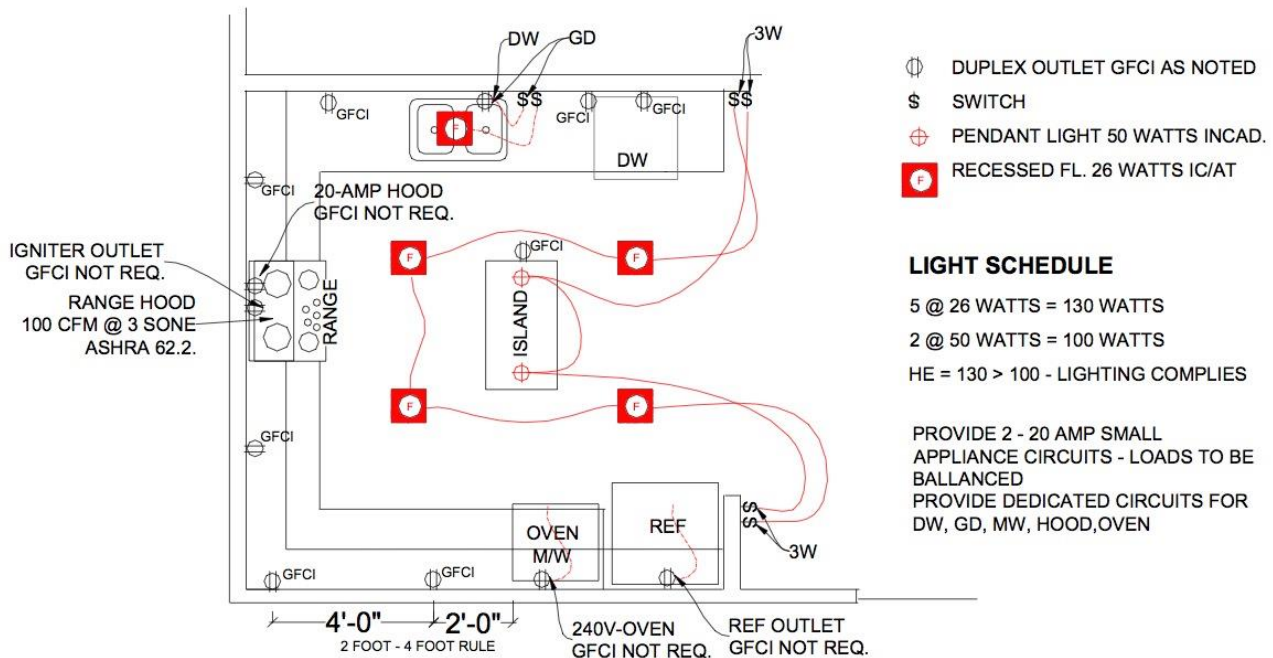 DW
GD
3W
GFCI
S S
GFCI
S S
F
DW
GFCI
20-AMP HOOD
GFCI NOT REQ.
IGNITER OUTLET
GFCI NOT REQ.
RANGE HOOD
100 CFM @ 3 SONE
ASHRA 62.2.
RANGE
F
GFCI
F
ISLAND
F
F
GFCI
OVEN
M/W
REF
S
S
3W
GFCI
GFCI
4'-0"
2'-0"
2 FOOT - 4 FOOT RULE
240V-OVEN
GFCI NOT REQ.
REF OUTLET
GFCI NOT REQ.
DUPLEX OUTLET GFCI AS NOTED
S SWITCH
PENDANT LIGHT 50 WATTS INCAD.
F RECESSED FL. 26 WATTS IC/AT
LIGHT SCHEDULE
5 @ 26 WATTS = 130 WATTS
2 @ 50 WATTS = 100 WATTS
HE = 130 > 100 - LIGHTING COMPLIES
PROVIDE 2 - 20 AMP SMALL
APPLIANCE CIRCUITS - LOADS TO BE
BALLANCED
PROVIDE DEDICATED CIRCUITS FOR
DW, GD, MW, HOOD,OVEN